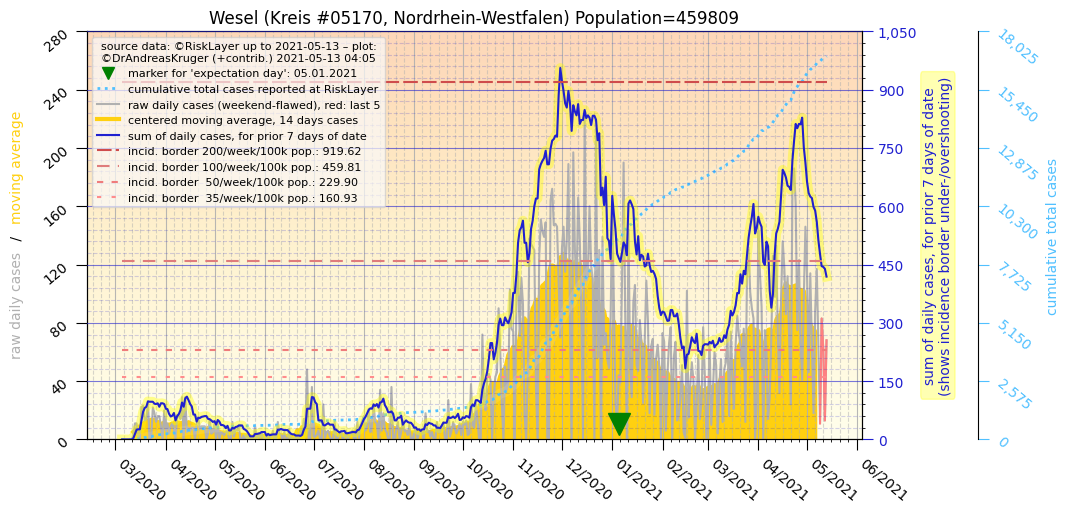 Wesel (Kreis #05170, Nordrhein-Westfalen) Population=459809
source data: ©RiskLayer up to 2021-05-13 – plot:
©DrAndreasKruger (+contrib.) 2021-05-13 04:05
marker for 'expectation day': 05.01.2021
cumulative total cases reported at RiskLayer
raw daily cases (weekend-flawed), red: last 5
centered moving average, 14 days cases
sum of daily cases, for prior 7 days of date
incid. border 200/week/100k pop.: 919.62
incid. border 100/week/100k pop.: 459.81
incid. border  50/week/100k pop.: 229.90
incid. border  35/week/100k pop.: 160.93
raw daily cases / moving average
280
240
200
160
120
80
40
0
03/2020
04/2020
05/2020
06/2020
07/2020
08/2020
09/2020
10/2020
11/2020
12/2020
01/2021
02/2021
03/2021
04/2021
05/2021
06/2021
1,050
900
750
600
450
300
150
0
sum of daily cases, for prior 7 days of date
(shows incidence border under-/overshooting)
18,025
15,450
12,875
10,300
7,725
5,150
2,575
0
cumulative total cases